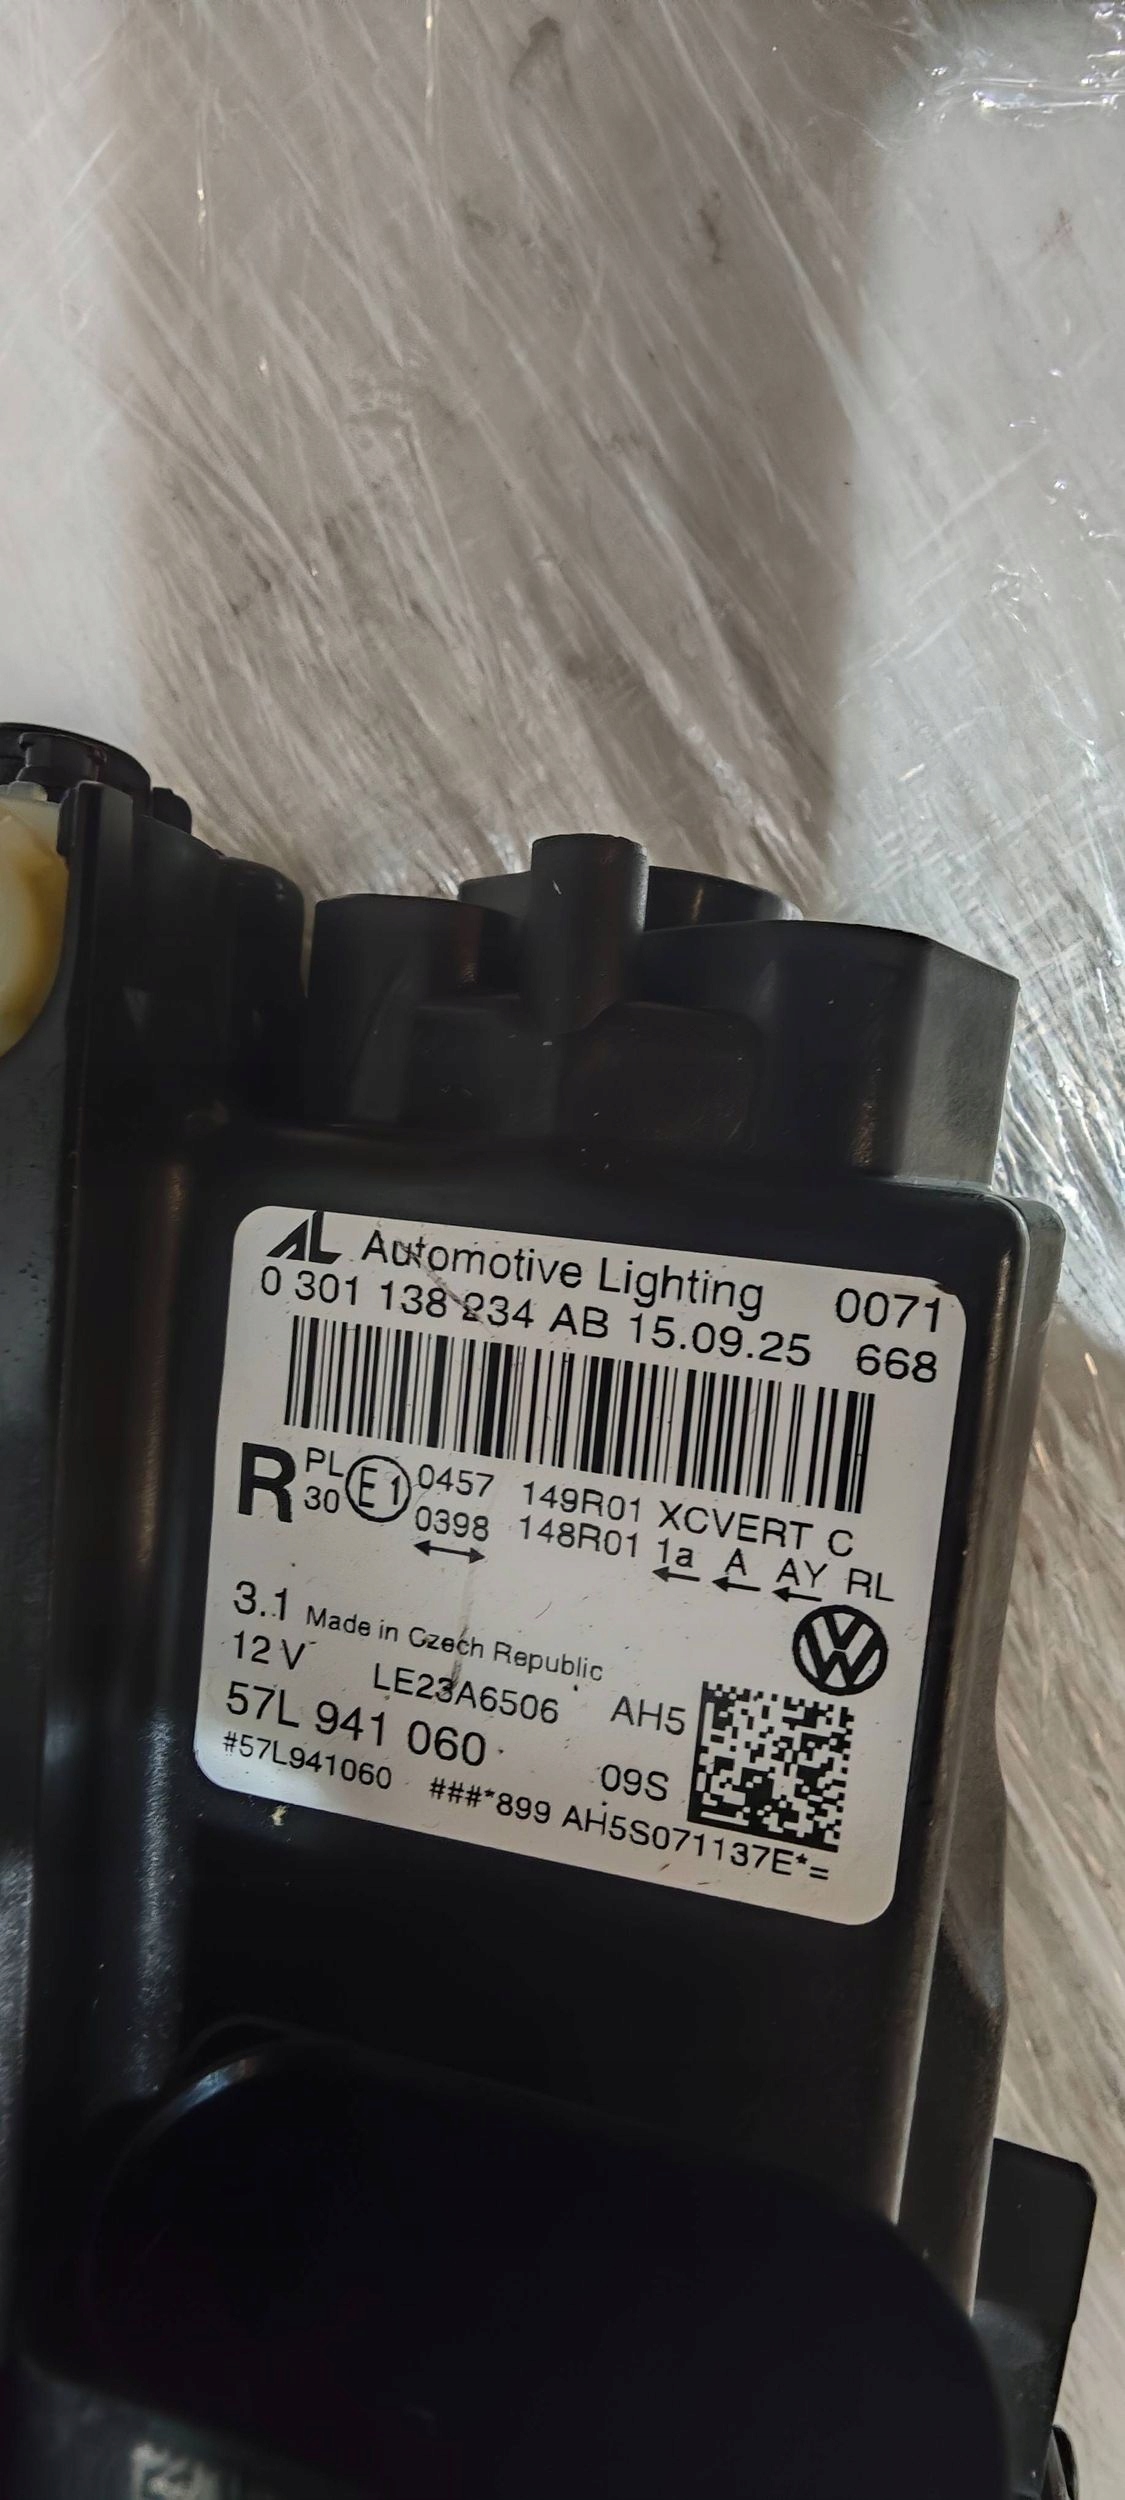 AL Automotive Lighting 0071
0 301 138 234 AB 15.09.25 668
R PL 30 E1 0457 149R01 XCVERT C
0398 148R01 1a A AY RL
3.1 Made in Czech Republic
12 V LE23A6506 AH5
57L 941 060 09S
#57L941060 ###*899 AH5S071137E*=